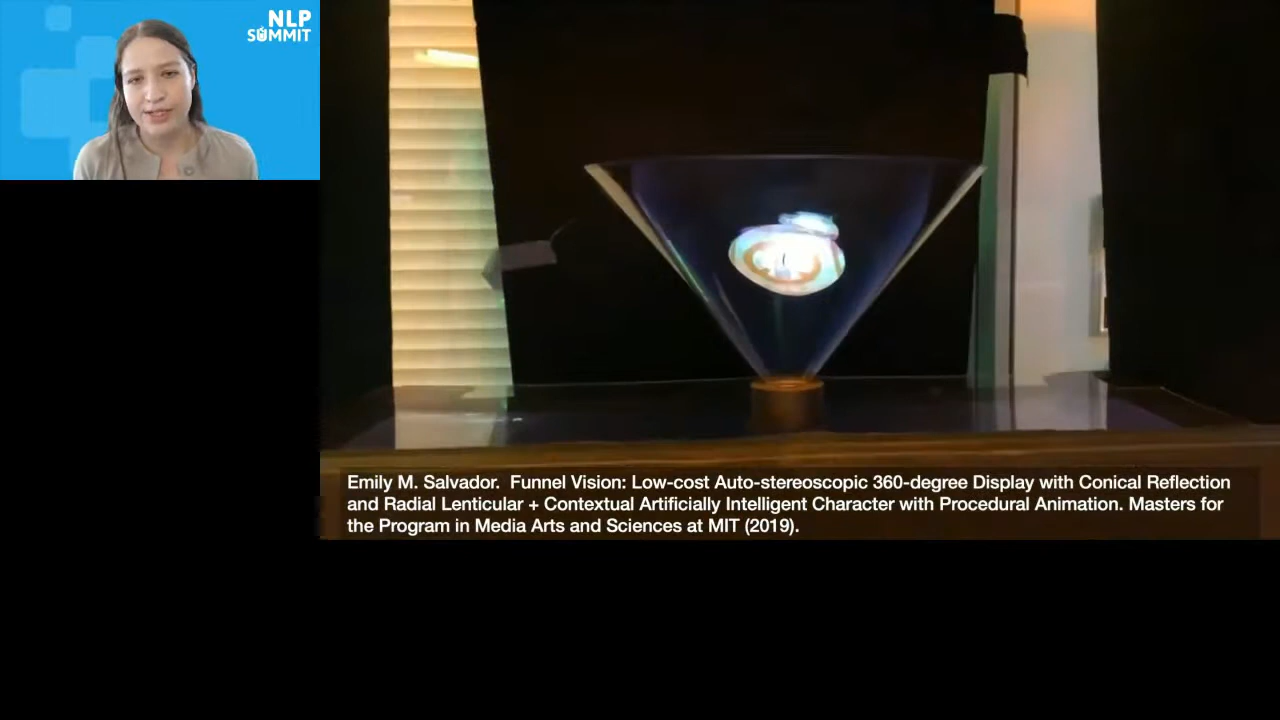 NLP
SUMMIT
Emily M. Salvador.  Funnel Vision: Low-cost Auto-stereoscopic 360-degree Display with Conical Reflection
and Radial Lenticular + Contextual Artificially Intelligent Character with Procedural Animation. Masters for
the Program in Media Arts and Sciences at MIT (2019).